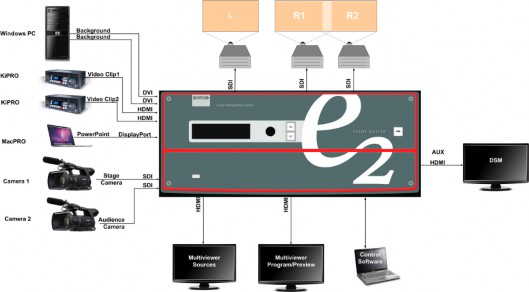 L
R1
R2
Windows PC
Background
Background
SDI
SDI
SDI
KiPRO
Video Clip1
DVI
DVI
KiPRO
Video Clip2
HDMI
HDMI
MacPRO
PowerPoint
DisplayPort
e2
AUX
HDMI
DSM
Camera 1
Stage
Camera
SDI
SDI
Camera 2
Audience
Camera
HDMI
HDMI
Multiviewer
Sources
Multiviewer
Program/Preview
Control
Software